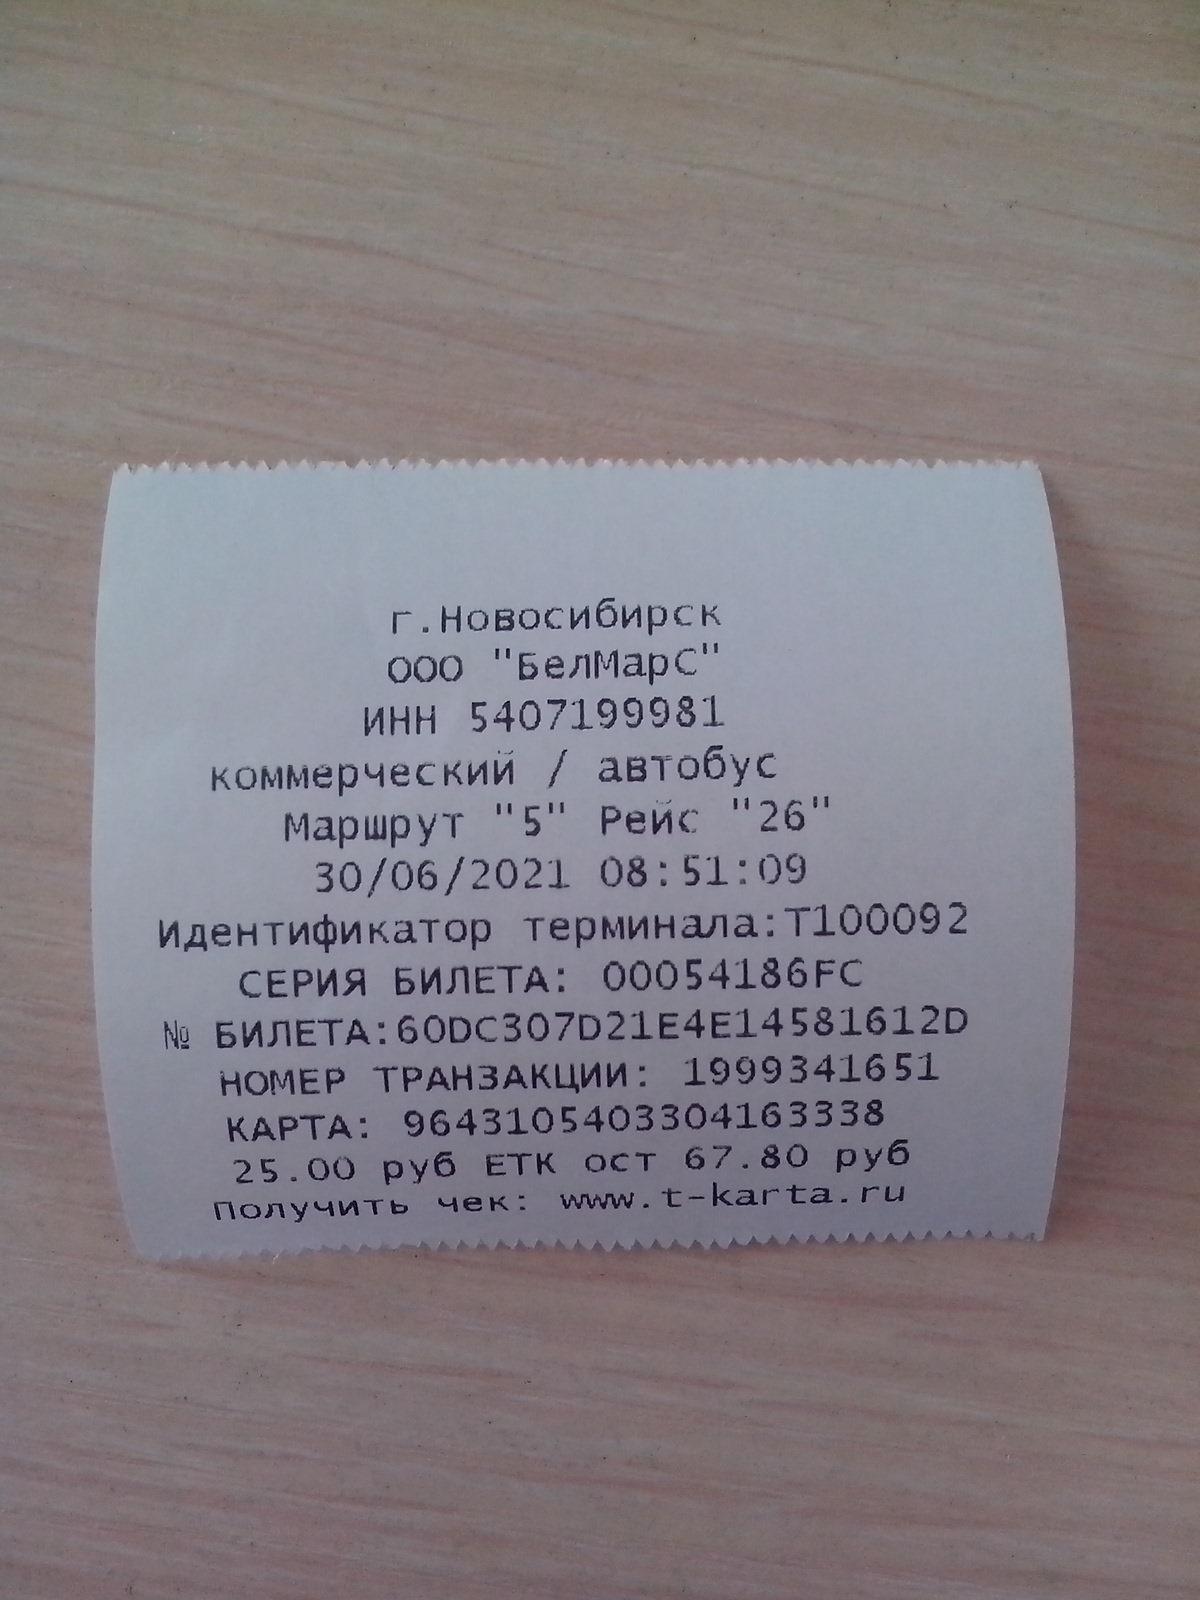 г.Новосибирск
ООО "БелМарС"
ИНН 5407199981
коммерческий / автобус
Маршрут "5" Рейс "26"
30/06/2021 08:51:09
Идентификатор терминала:T100092
СЕРИЯ БИЛЕТА: 00054186FC
№ БИЛЕТА:60DC307D21E4E14581612D
НОМЕР ТРАНЗАКЦИИ: 1999341651
КАРТА: 9643105403304163338
25.00 руб ЕТК ост 67.80 руб
Получить чек: www.t-karta.ru